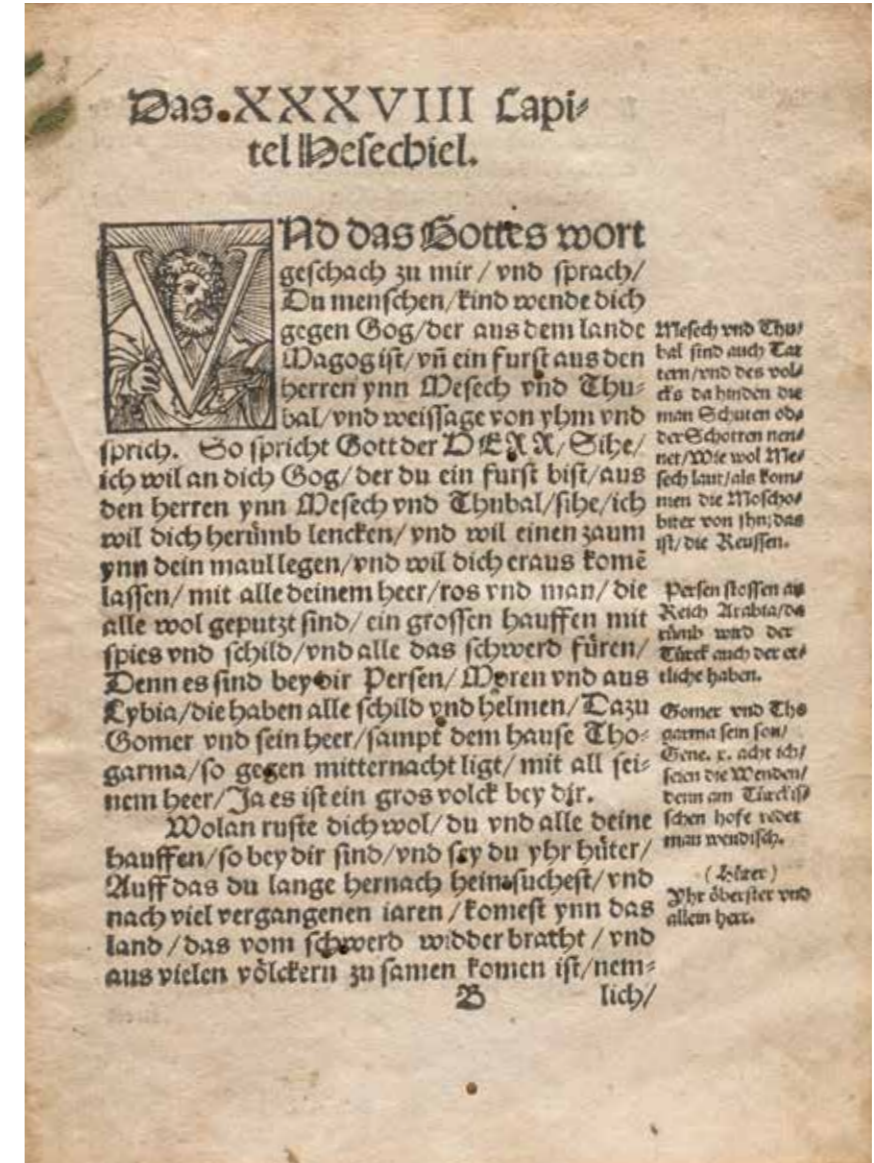 Das.XXXVIII Capi⸗
tel Hesechiel.
VNd das Gottes wort
geschach zu mir / vnd sprach /
Du menschen / kind wende dich
gegen Gog / der aus dem lande
Magog ist / vñ ein furst aus den
herren ynn Mesech vnd Thu⸗
bal / vnd weissage von yhm vnd
sprich. So spricht Gott der HERR / Sihe /
ich wil an dich Gog / der du ein furst bist / aus
den herren ynn Mesech vnd Thubal / sihe / ich
wil dich herümb lencken / vnd wil einen zaum
ynn dein maul legen / vnd wil dich eraus komẽ
lassen / mit alle deinem heer / ros vnd man / die
alle wol geputzt sind / ein grossen hauffen mit
spies vnd schild / vnd alle das schwerd füren /
Denn es sind bey dir Persen / Moren vnd aus
Lybia / die haben alle schild vnd helmen / Dazu
Gomer vnd sein heer / sampt dem hause Tho⸗
garma / so gegen mitternacht ligt / mit all sei⸗
nem heer / Ja es ist ein gros volck bey dir.
Wolan ruste dich wol / du vnd alle deine
hauffen / so bey dir sind / vnd sey du yhr hüter /
Auff das du lange hernach heimsuchest / vnd
nach viel vergangenen iaren / komest ynn das
land / das vom schwerd widder bracht / vnd
aus vielen völckern zu samen komen ist / nem⸗
B lich /
Mesech vnd Thu⸗
bal sind auch Tat
tern / vnd des vol⸗
cks da hinden die
man Schuten od⸗
der Schotten nen⸗
net / Wie wol Me⸗
sech laut / als kom⸗
men die Moscho⸗
biter von ihn / das
ist / die Reussen.
Persen stossen an
Reich Arabia / da
rümb wird der
Türck auch der et⸗
tliche haben.
Gomer vnd Tho
garma sein son /
Gene. x. acht ich /
seien die Wenden /
denn am Türckis⸗
schen hofe redet
man wendisch.
( Hüter )
Yhr öberster vnd
allein herr.